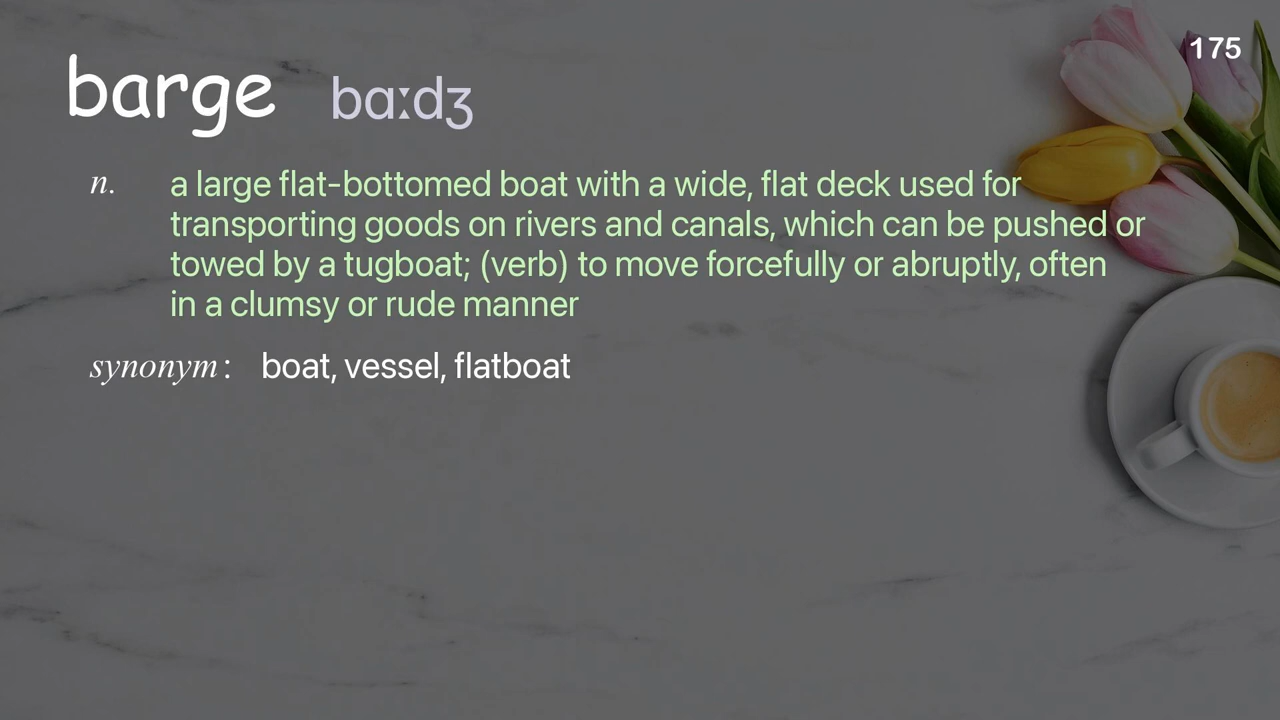 175
barge bɑːdʒ
n. a large flat-bottomed boat with a wide, flat deck used for
transporting goods on rivers and canals, which can be pushed or
towed by a tugboat; (verb) to move forcefully or abruptly, often
in a clumsy or rude manner
synonym: boat, vessel, flatboat